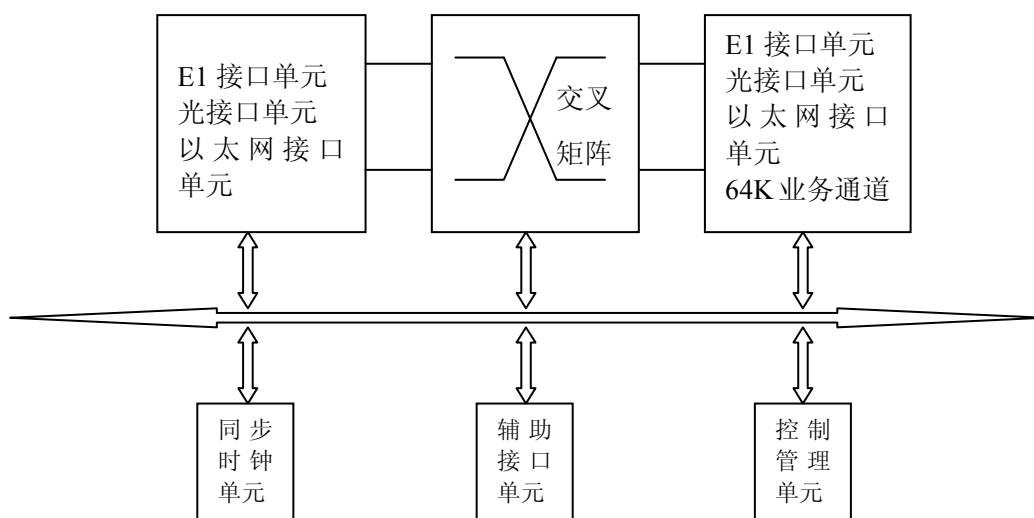 E1 接口单元
光接口单元
以太网接口
单元
交叉
矩阵
E1 接口单元
光接口单元
以太网接口
单元
64K 业务通道
同步
时钟
单元
辅助
接口
单元
控制
管理
单元